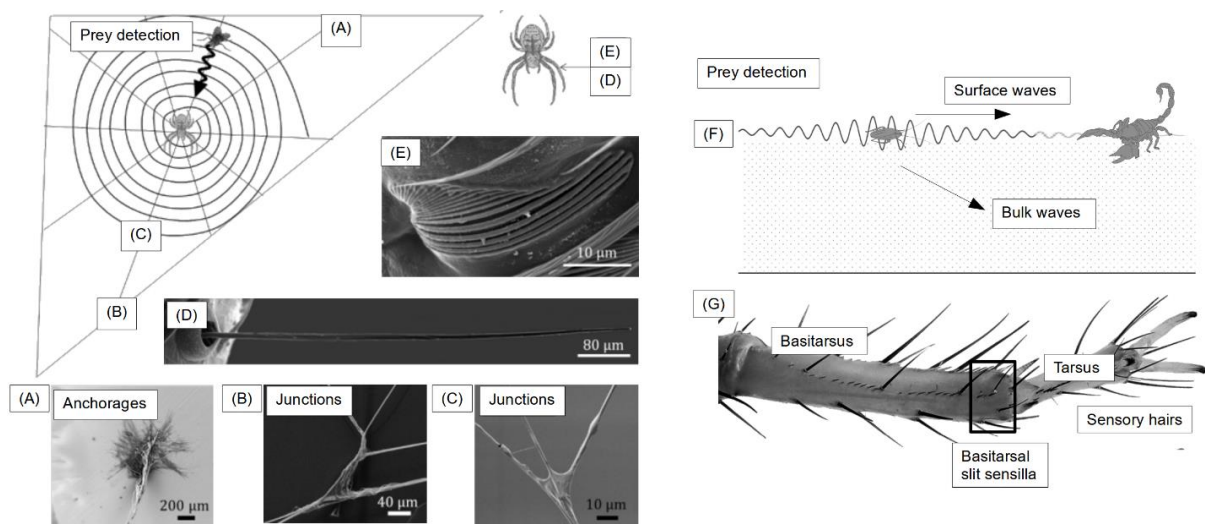 Prey detection
(A)
(E)
(D)
(C)
(B)
(E)
10 μm
(D)
80 μm
(A)
Anchorages
200 μm
(B)
Junctions
40 μm
(C)
Junctions
10 μm
Prey detection
Surface waves
(F)
Bulk waves
(G)
Basitarsus
Tarsus
Sensory hairs
Basitarsal
slit sensilla